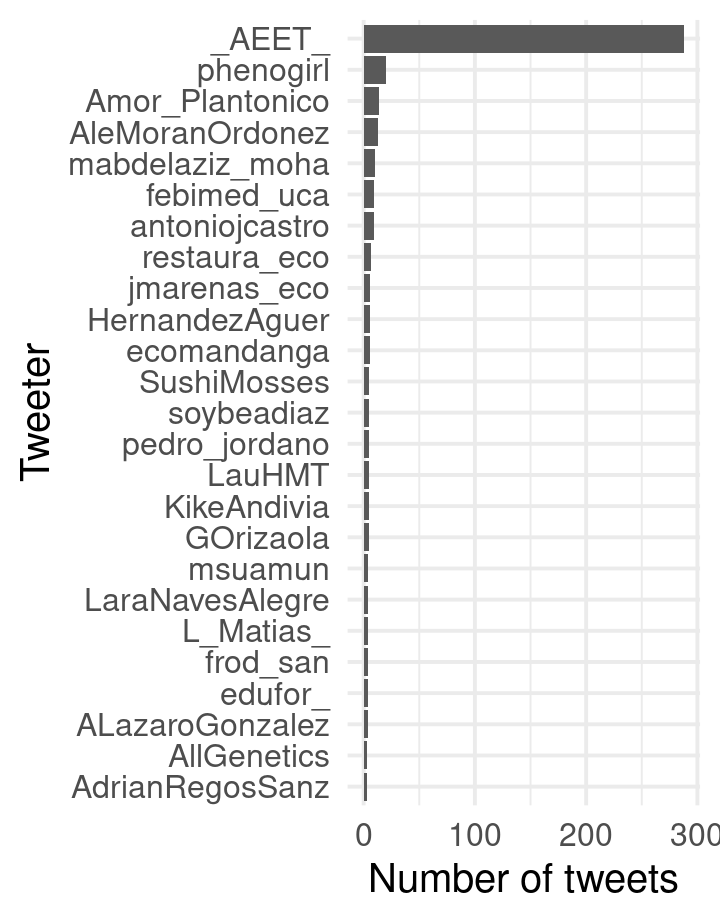 _AEET_
phenogirl
Amor_Plantonico
AleMoranOrdonez
mabdelaziz_moha
febimed_uca
antoniojcastro
restaura_eco
jmarenas_eco
HernandezAguer
ecomandanga
SushiMosses
soybeadiaz
pedro_jordano
LauHMT
KikeAndivia
GOrizaola
msuamun
LaraNavesAlegre
L_Matias_
frod_san
edufor_
ALazaroGonzalez
AllGenetics
AdrianRegosSanz
Tweeter
0 100 200 300
Number of tweets